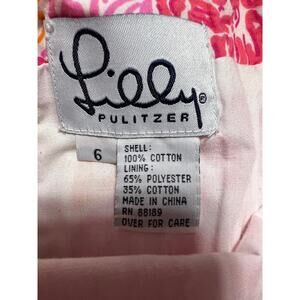 Lilly®
PULITZER
6
SHELL:
100% COTTON
LINING:
65% POLYESTER
35% COTTON
MADE IN CHINA
RN 88189
OVER FOR CARE